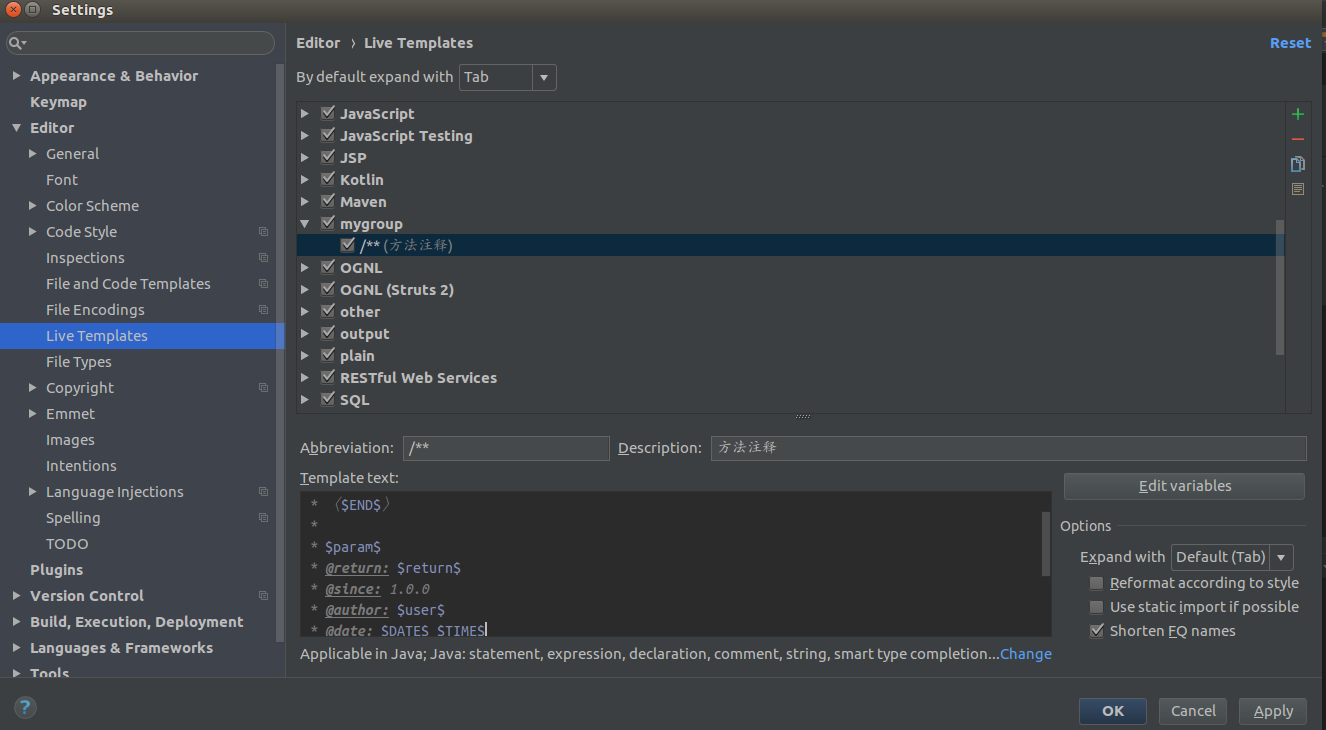 Settings
Appearance & Behavior
Keymap
Editor
General
Font
Color Scheme
Code Style
Inspections
File and Code Templates
File Encodings
Live Templates
File Types
Copyright
Emmet
Images
Intentions
Language Injections
Spelling
TODO
Plugins
Version Control
Build, Execution, Deployment
Languages & Frameworks
Tools
?
Editor › Live Templates
Reset
By default expand with Tab
JavaScript
JavaScript Testing
JSP
Kotlin
Maven
mygroup
/** (方法注释)
OGNL
OGNL (Struts 2)
other
output
plain
RESTful Web Services
SQL
Abbreviation: /** Description: 方法注释
Template text:
* 〈$END$〉
*
* $param$
* @return: $return$
* @since: 1.0.0
* @author: $user$
* @date: $DATE$ $TIME$
Edit variables
Options
Expand with Default (Tab)
Reformat according to style
Use static import if possible
Shorten FQ names
Applicable in Java; Java: statement, expression, declaration, comment, string, smart type completion...Change
OK Cancel Apply